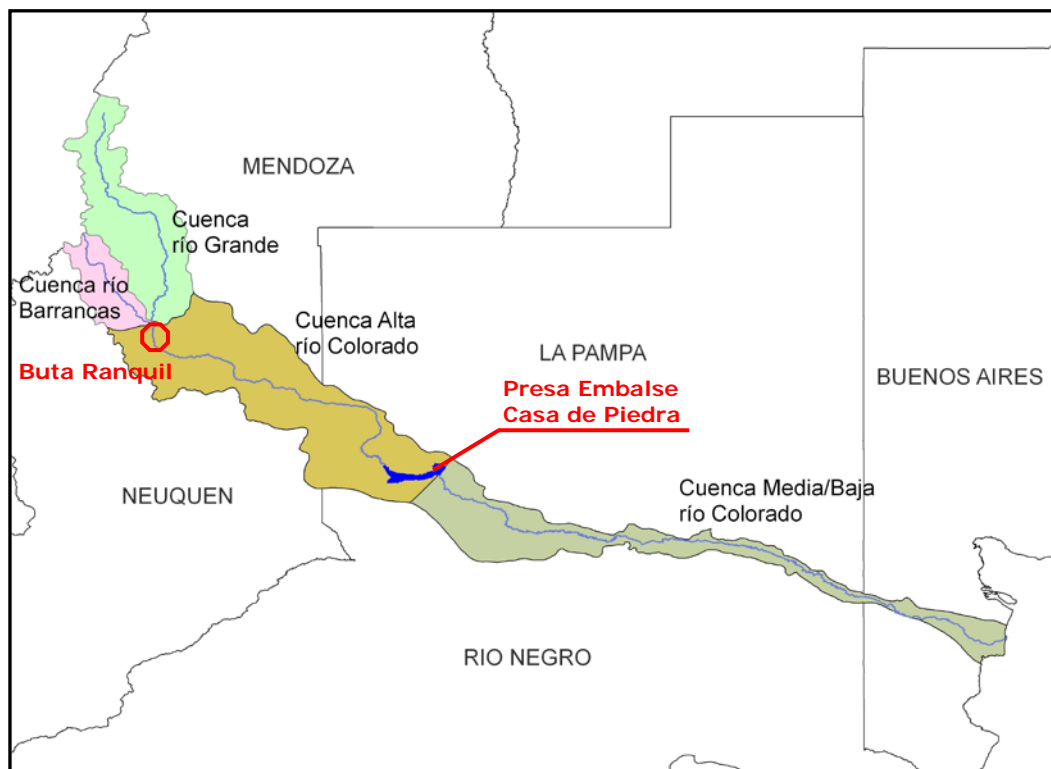 MENDOZA
Cuenca
río Grande
Cuenca río
Barrancas
Cuenca Alta
río Colorado
Buta Ranquil
LA PAMPA
BUENOS AIRES
Presa Embalse
Casa de Piedra
NEUQUEN
Cuenca Media/Baja
río Colorado
RIO NEGRO